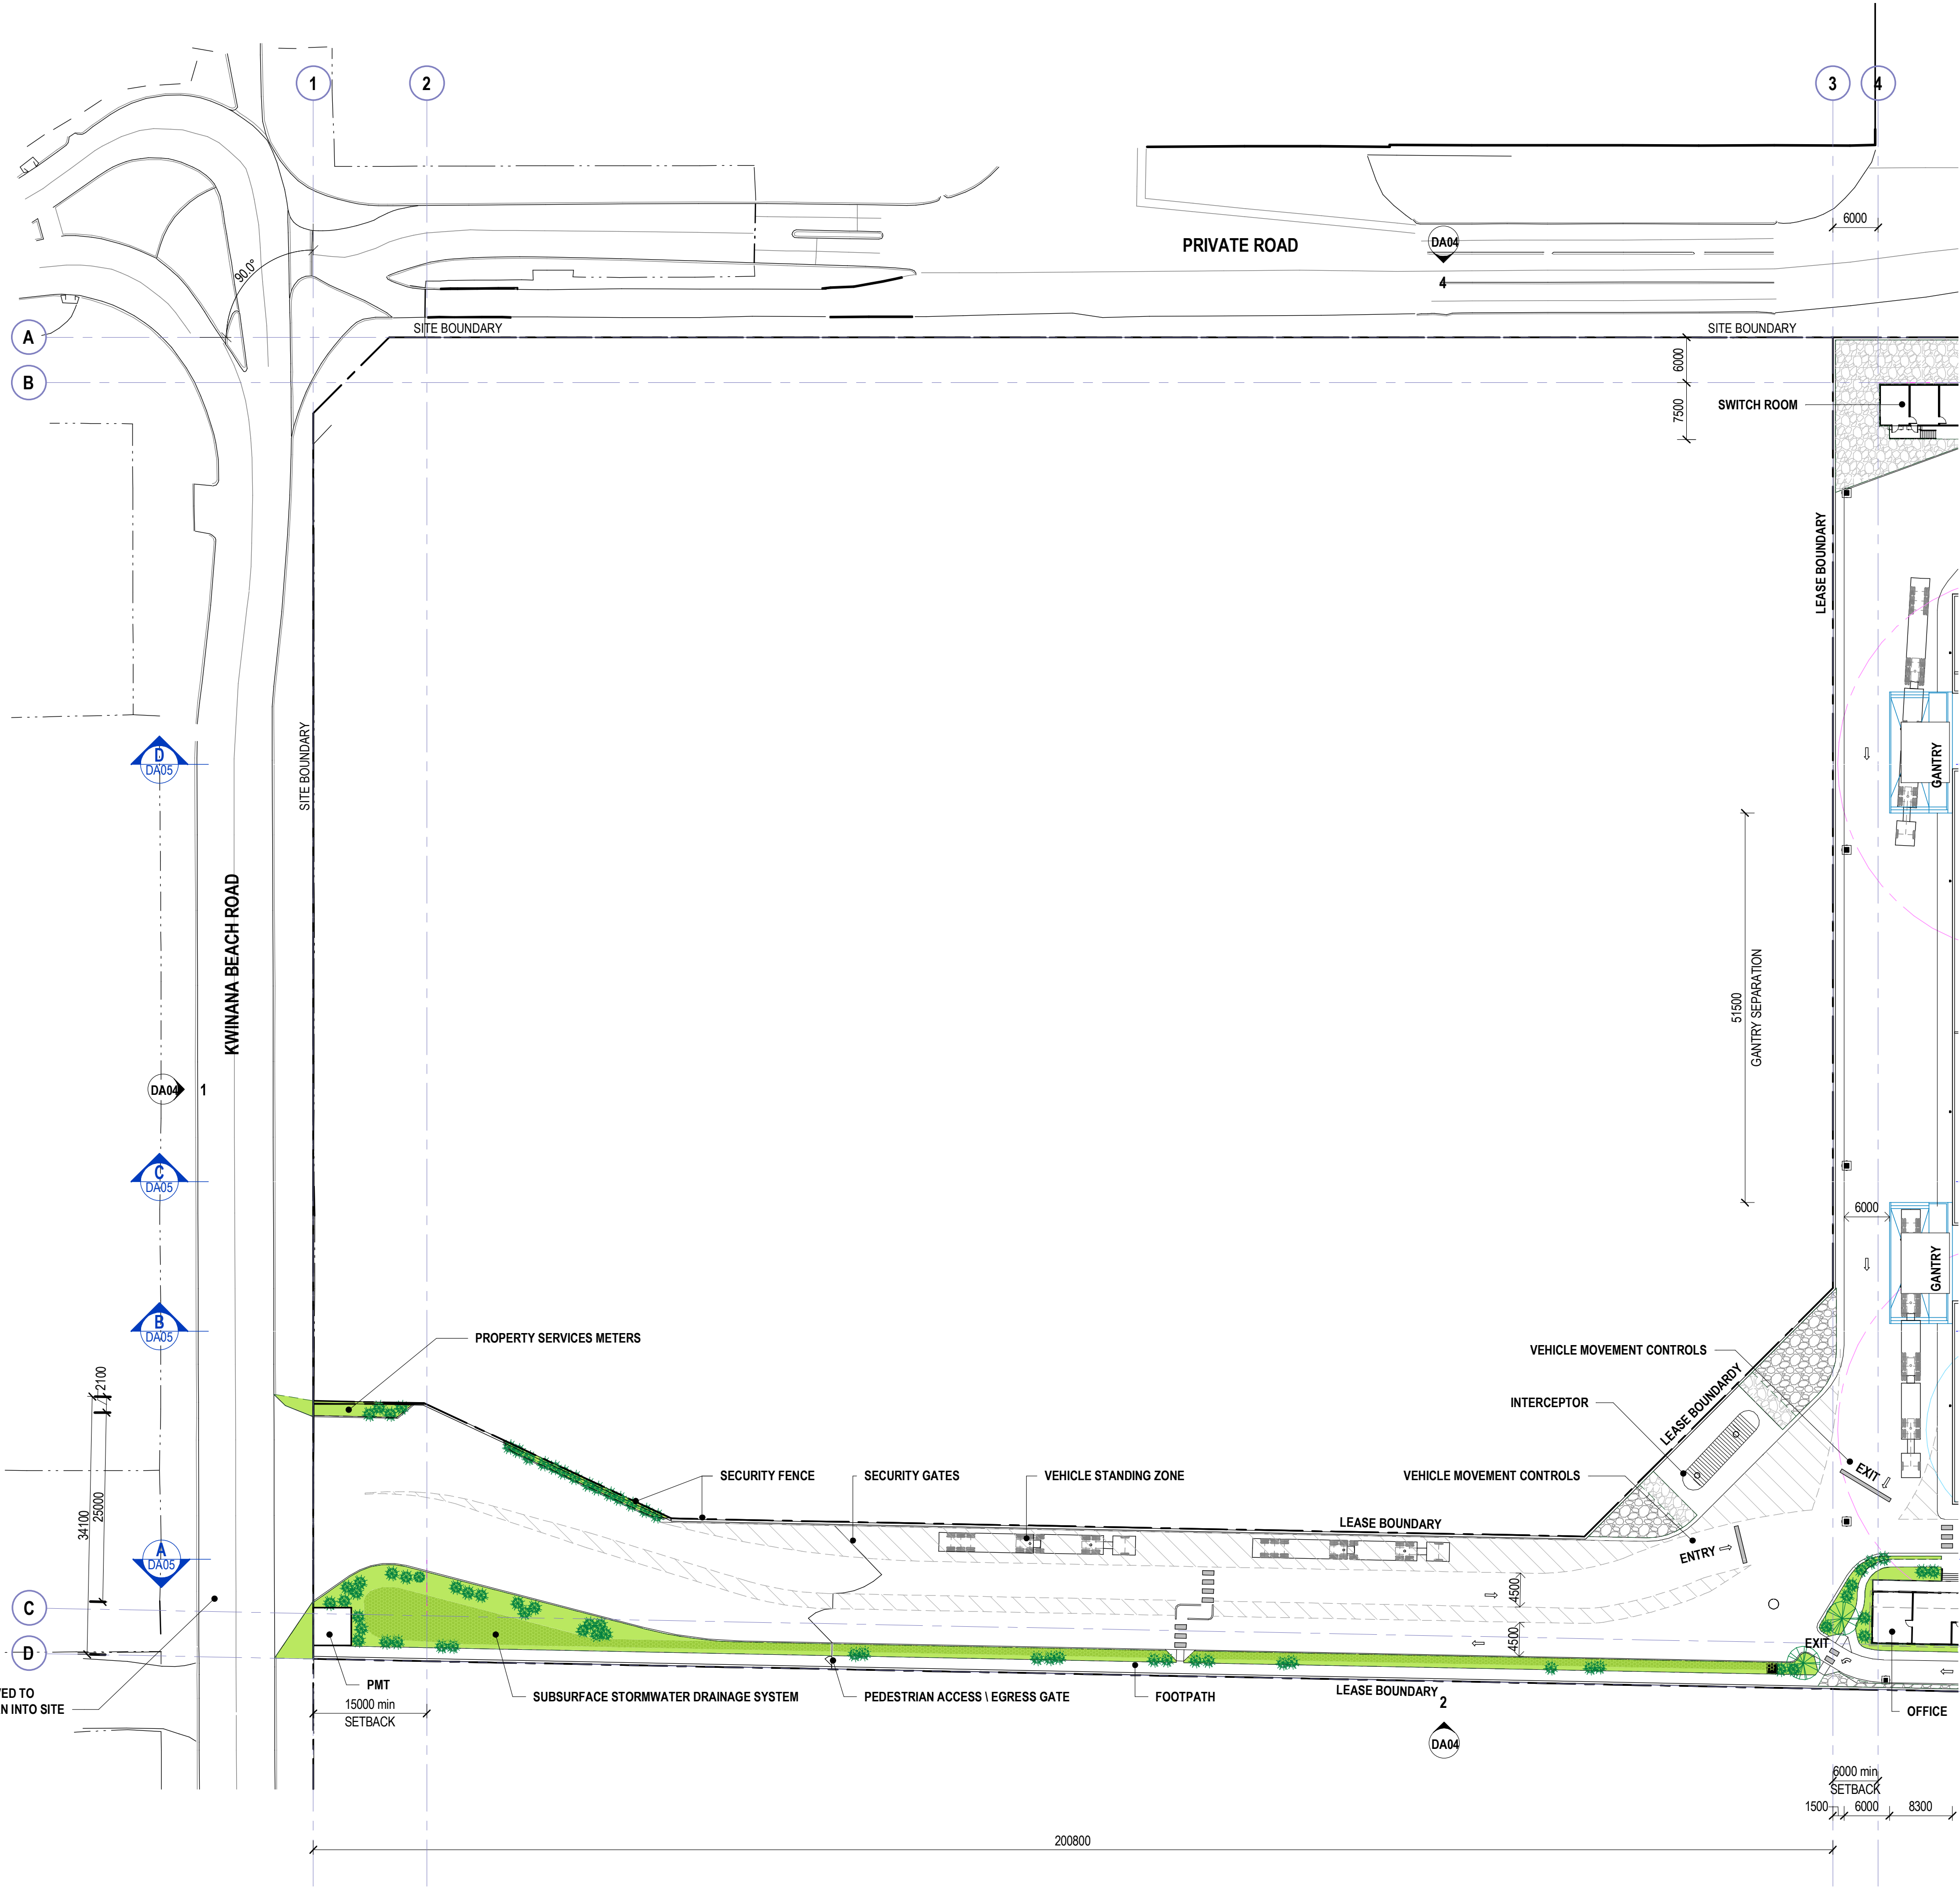 1
2
3
4
PRIVATE ROAD
DA04
4
6000
90.0°
A
SITE BOUNDARY
SITE BOUNDARY
B
6000
7500
SWITCH ROOM
LEASE BOUNDARY
SITE BOUNDARY
D
DA05
GANTRY
KWINANA BEACH ROAD
51500
GANTRY SEPARATION
DA04
1
C
DA05
6000
GANTRY
B
DA05
PROPERTY SERVICES METERS
VEHICLE MOVEMENT CONTROLS
2100
INTERCEPTOR
LEASE BOUNDARDY
SECURITY FENCE
SECURITY GATES
VEHICLE STANDING ZONE
VEHICLE MOVEMENT CONTROLS
EXIT
34100
25000
LEASE BOUNDARY
A
DA05
ENTRY
4500
C
4500
D
EXIT
PMT
SUBSURFACE STORMWATER DRAINAGE SYSTEM
PEDESTRIAN ACCESS \ EGRESS GATE
FOOTPATH
LEASE BOUNDARY
2
OFFICE
VED TO
N INTO SITE
15000 min
SETBACK
DA04
6000 min
SETBACK
1500
6000
8300
200800